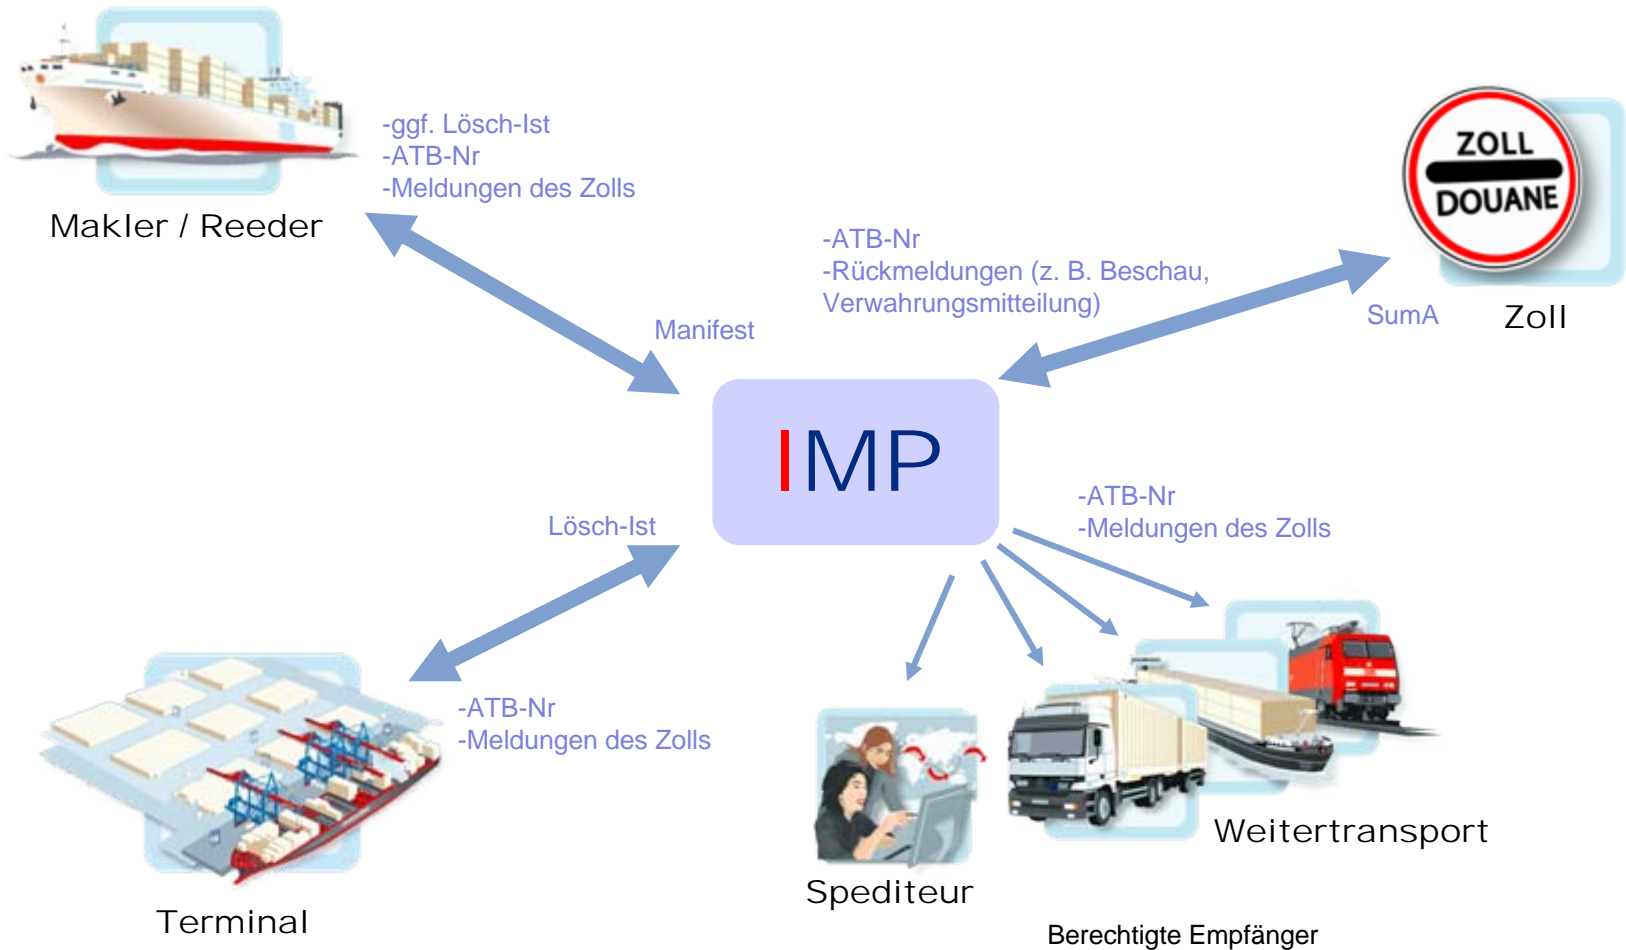 -ggf. Lösch-Ist
-ATB-Nr
-Meldungen des Zolls
Makler / Reeder
ZOLL
DOUANE
-ATB-Nr
-Rückmeldungen (z. B. Beschau,
Verwahrungsmitteilung)
SumA
Zoll
Manifest
IMP
Lösch-Ist
-ATB-Nr
-Meldungen des Zolls
-ATB-Nr
-Meldungen des Zolls
Terminal
Spediteur
Weitertransport
Berechtigte Empfänger